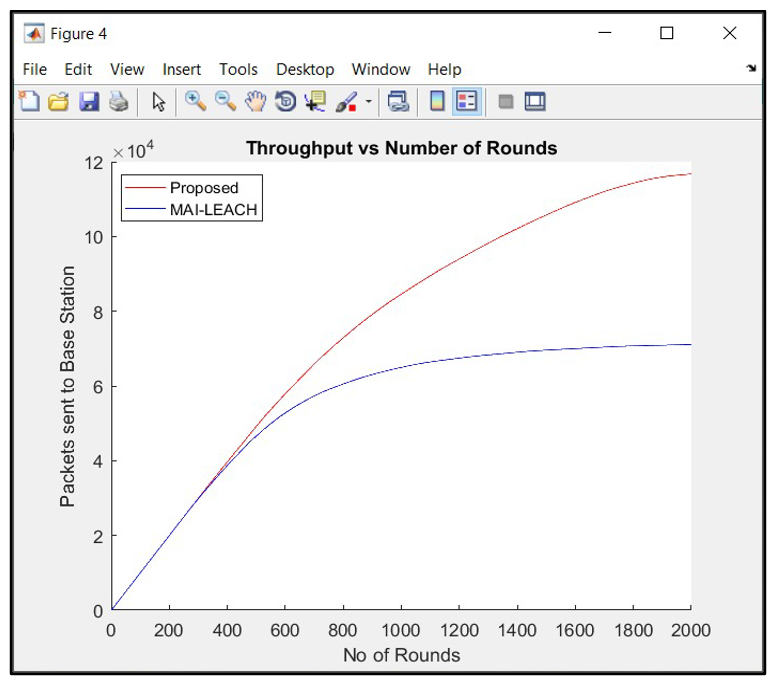 Figure 4
File Edit View Insert Tools Desktop Window Help
Throughput vs Number of Rounds
×10^4
Proposed
MAI-LEACH
Packets sent to Base Station
12
10
8
6
4
2
0
0 200 400 600 800 1000 1200 1400 1600 1800 2000
No of Rounds